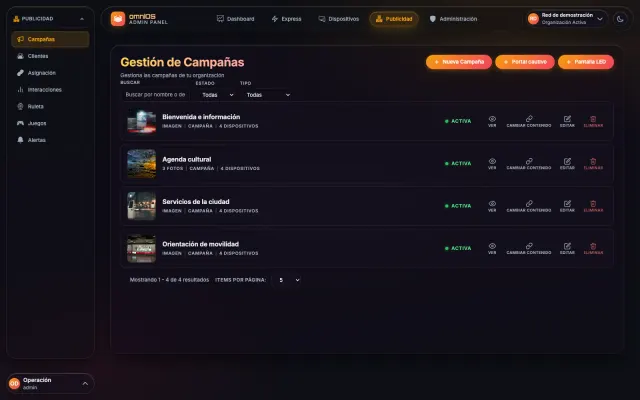 PUBLICIDAD
Campañas
Clientes
Asignación
Interacciones
Ruleta
Juegos
Alertas
Operación
admin
omniOS
ADMIN PANEL
Dashboard
Express
Dispositivos
Publicidad
Administración
RD
Red de demostración
Organización Activa
Gestión de Campañas
Gestiona las campañas de tu organización
+ Nueva Campaña
+ Portal cautivo
+ Pantalla LED
BUSCAR
ESTADO
TIPO
Buscar por nombre o de
Todas
Todas
Bienvenida e información
IMAGEN | CAMPAÑA | 4 DISPOSITIVOS
ACTIVA
VER
CAMBIAR CONTENIDO
EDITAR
ELIMINAR
Agenda cultural
3 FOTOS | CAMPAÑA | 4 DISPOSITIVOS
ACTIVA
VER
CAMBIAR CONTENIDO
EDITAR
ELIMINAR
Servicios de la ciudad
IMAGEN | CAMPAÑA | 4 DISPOSITIVOS
ACTIVA
VER
CAMBIAR CONTENIDO
EDITAR
ELIMINAR
Orientación de movilidad
IMAGEN | CAMPAÑA | 4 DISPOSITIVOS
ACTIVA
VER
CAMBIAR CONTENIDO
EDITAR
ELIMINAR
Mostrando 1 - 4 de 4 resultados
ITEMS POR PÁGINA:
5